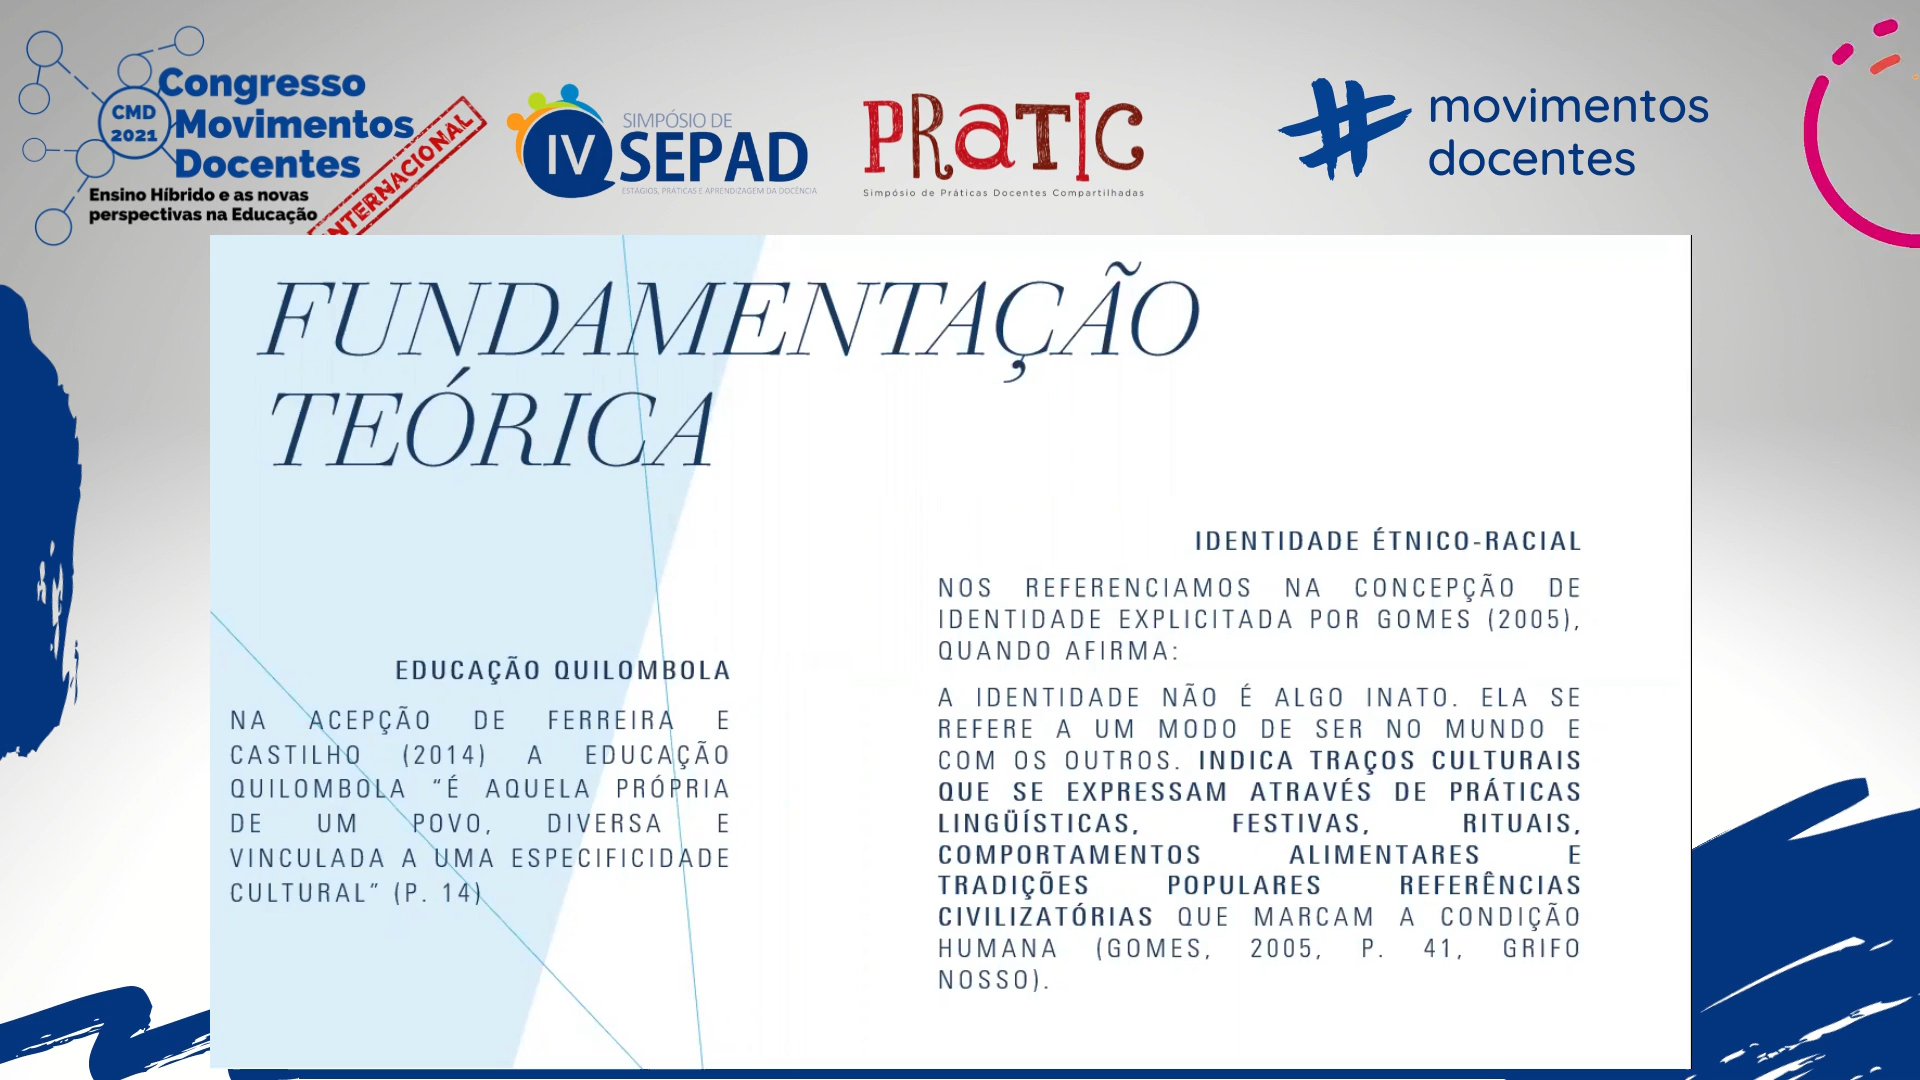 CMD
2021
Congresso
Movimentos
Docentes
Ensino Híbrido e as novas
perspectivas na Educação
INTERNACIONAL
SIMPÓSIO DE
IV SEPAD
ESTÁGIOS, PRÁTICAS E APRENDIZAGEM DA DOCÊNCIA
PRATIC
Simpósio de Práticas Docentes Compartilhadas
# movimentos
docentes
FUNDAMENTAÇÃO
TEÓRICA
EDUCAÇÃO QUILOMBOLA
NA ACEPÇÃO DE FERREIRA E
CASTILHO (2014) A EDUCAÇÃO
QUILOMBOLA “É AQUELA PRÓPRIA
DE UM POVO, DIVERSA E
VINCULADA A UMA ESPECIFICIDADE
CULTURAL” (P. 14)
IDENTIDADE ÉTNICO-RACIAL
NOS REFERENCIAMOS NA CONCEPÇÃO DE
IDENTIDADE EXPLICITADA POR GOMES (2005),
QUANDO AFIRMA:
A IDENTIDADE NÃO É ALGO INATO. ELA SE
REFERE A UM MODO DE SER NO MUNDO E
COM OS OUTROS. INDICA TRAÇOS CULTURAIS
QUE SE EXPRESSAM ATRAVÉS DE PRÁTICAS
LINGÜÍSTICAS, FESTIVAS, RITUAIS,
COMPORTAMENTOS ALIMENTARES E
TRADIÇÕES POPULARES REFERÊNCIAS
CIVILIZATÓRIAS QUE MARCAM A CONDIÇÃO
HUMANA (GOMES, 2005, P. 41, GRIFO
NOSSO).